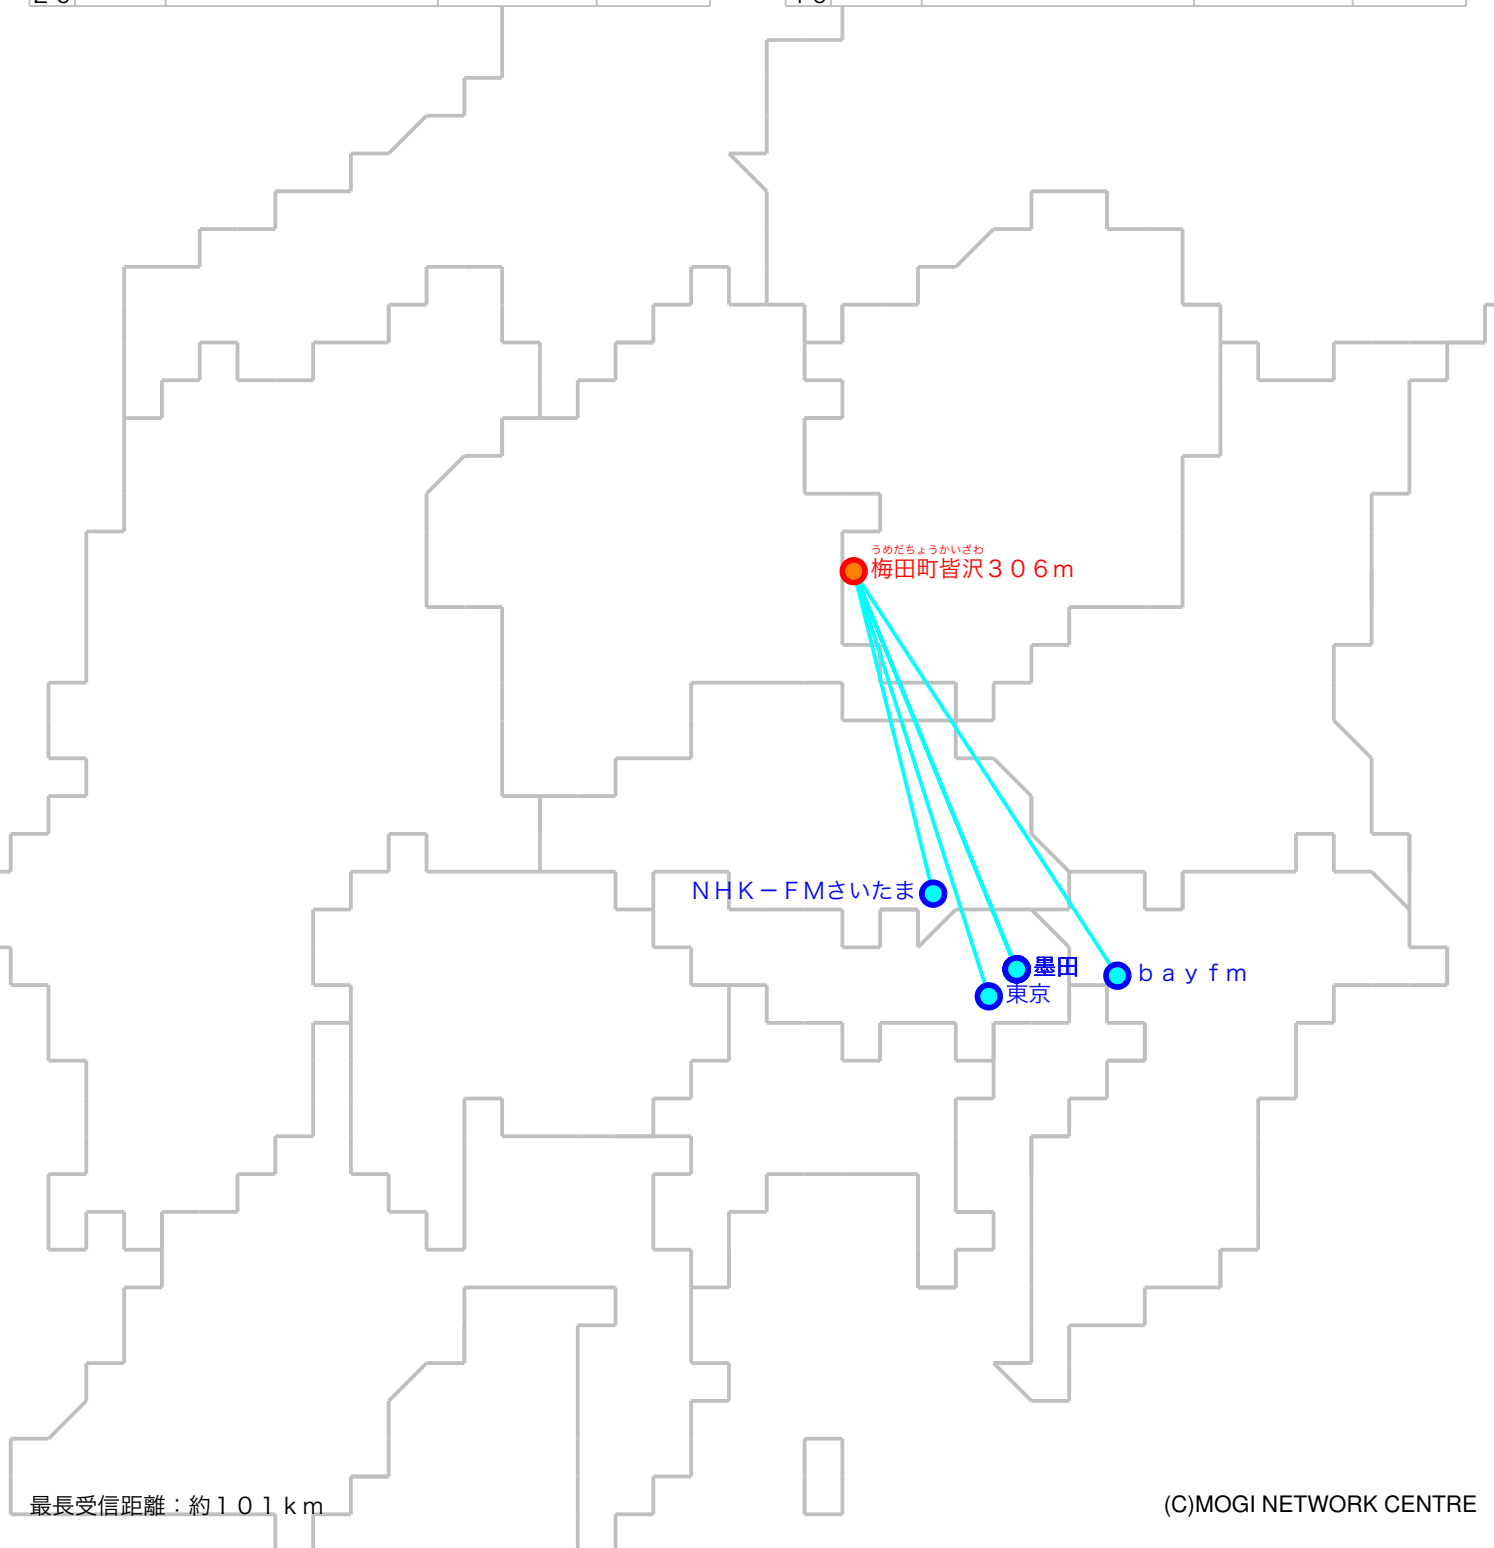 うめだちょうかいざわ
梅田町皆沢３０６ｍ
ＮＨＫ－ＦＭさいたま
墨田
ｂａｙｆｍ
東京
最長受信距離：約１０１ｋｍ
(C)MOGI NETWORK CENTRE